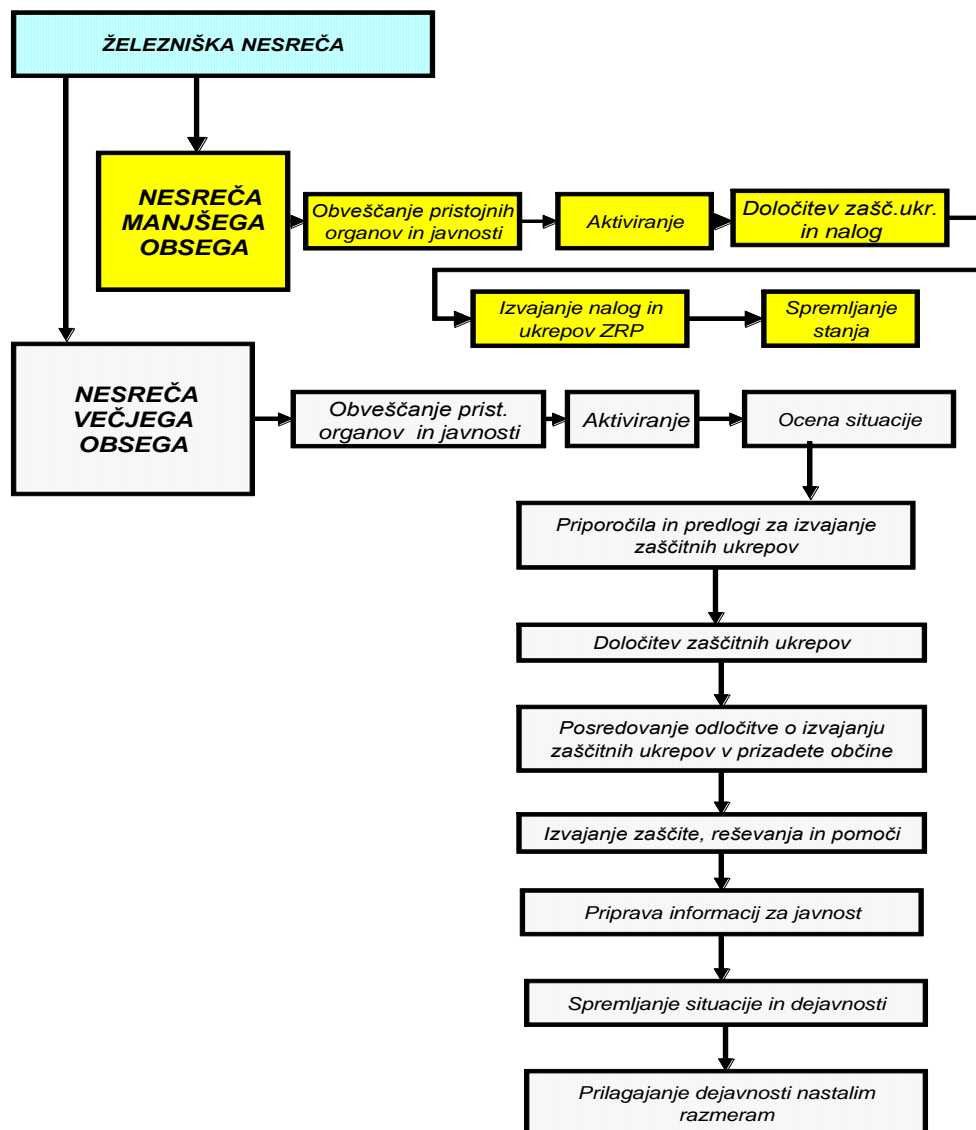 ŽELEZNIŠKA NESREČA
NESREČA
MANJŠEGA
OBSEGA
Obveščanje pristojnih
organov in javnosti
Aktiviranje
Določitev zašč.ukr.
in nalog
Izvajanje nalog in
ukrepov ZRP
Spremljanje
stanja
NESREČA
VEČJEGA
OBSEGA
Obveščanje prist.
organov in javnosti
Aktiviranje
Ocena situacije
Priporočila in predlogi za izvajanje
zaščitnih ukrepov
Določitev zaščitnih ukrepov
Posredovanje odločitve o izvajanju
zaščitnih ukrepov v prizadete občine
Izvajanje zaščite, reševanja in pomoči
Priprava informacij za javnost
Spremljanje situacije in dejavnosti
Prilagajanje dejavnosti nastalim
razmeram